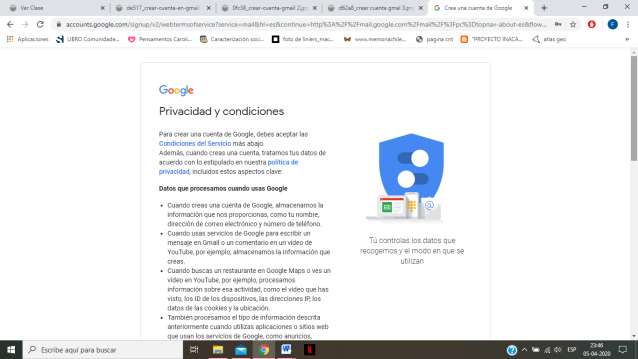 Ver Clase
de517_crear-cuenta-en-gmail
0fc38_crear-cuenta-gmail 2.jp
d62a6_crear cuenta gmel 3.pn
Crea una cuenta de Google
accounts.google.com/signup/v2/webtermsofservice?service=mail&hl=es&continue=http%3A%2F%2Fmail.google.com%2Fmail%2F%3Fpc%3Dtopnav-about-es&flow...
Aplicaciones
LIBRO Comunidade...
Pensamentos Caroli...
Caracterización soci...
foto de liniers_mac...
www.memoriachile...
pagina cnt
"PROYECTO INACA...
atlas geo
Google
Privacidad y condiciones
Para crear una cuenta de Google, debes aceptar las
Condiciones del Servicio más abajo.
Además, cuando creas una cuenta, tratamos tus datos de
acuerdo con lo estipulado en nuestra política de
privacidad, incluidos estos aspectos clave:
Datos que procesamos cuando usas Google
• Cuando creas una cuenta de Google, almacenamos la
información que nos proporcionas, como tu nombre,
dirección de correo electrónico y número de teléfono.
• Cuando usas servicios de Google para escribir un
mensaje en Gmail o un comentario en un vídeo de
YouTube, por ejemplo, almacenamos la información que
creas.
• Cuando buscas un restaurante en Google Maps o ves un
vídeo en YouTube, por ejemplo, procesamos
información sobre esa actividad, como el vídeo que has
visto, los ID de los dispositivos, las direcciones IP, los
datos de las cookies y la ubicación.
• También procesamos el tipo de información descrita
anteriormente cuando utilizas aplicaciones o sitios web
que usan los servicios de Google, como anuncios,
Tú controlas los datos que
recogemos y el modo en que se
utilizan
Escribe aquí para buscar
ESP
23:46
05-04-2020